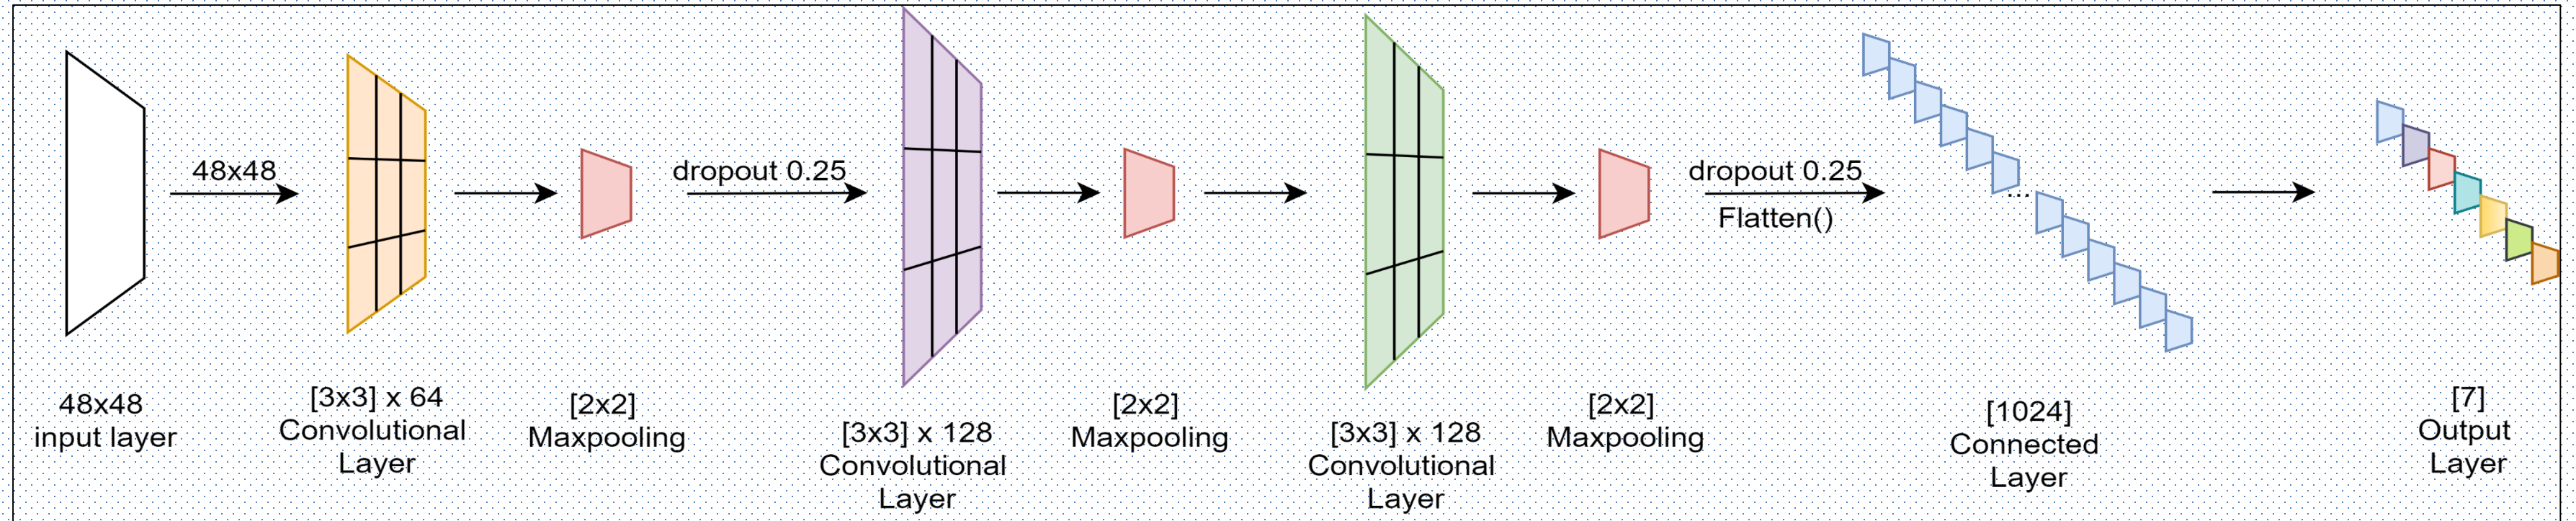 48x48
dropout 0.25
dropout 0.25
Flatten()
...
48x48
input layer
[3x3] x 64
Convolutional
Layer
[2x2]
Maxpooling
[3x3] x 128
Convolutional
Layer
[2x2]
Maxpooling
[3x3] x 128
Convolutional
Layer
[2x2]
Maxpooling
[1024]
Connected
Layer
[7]
Output
Layer